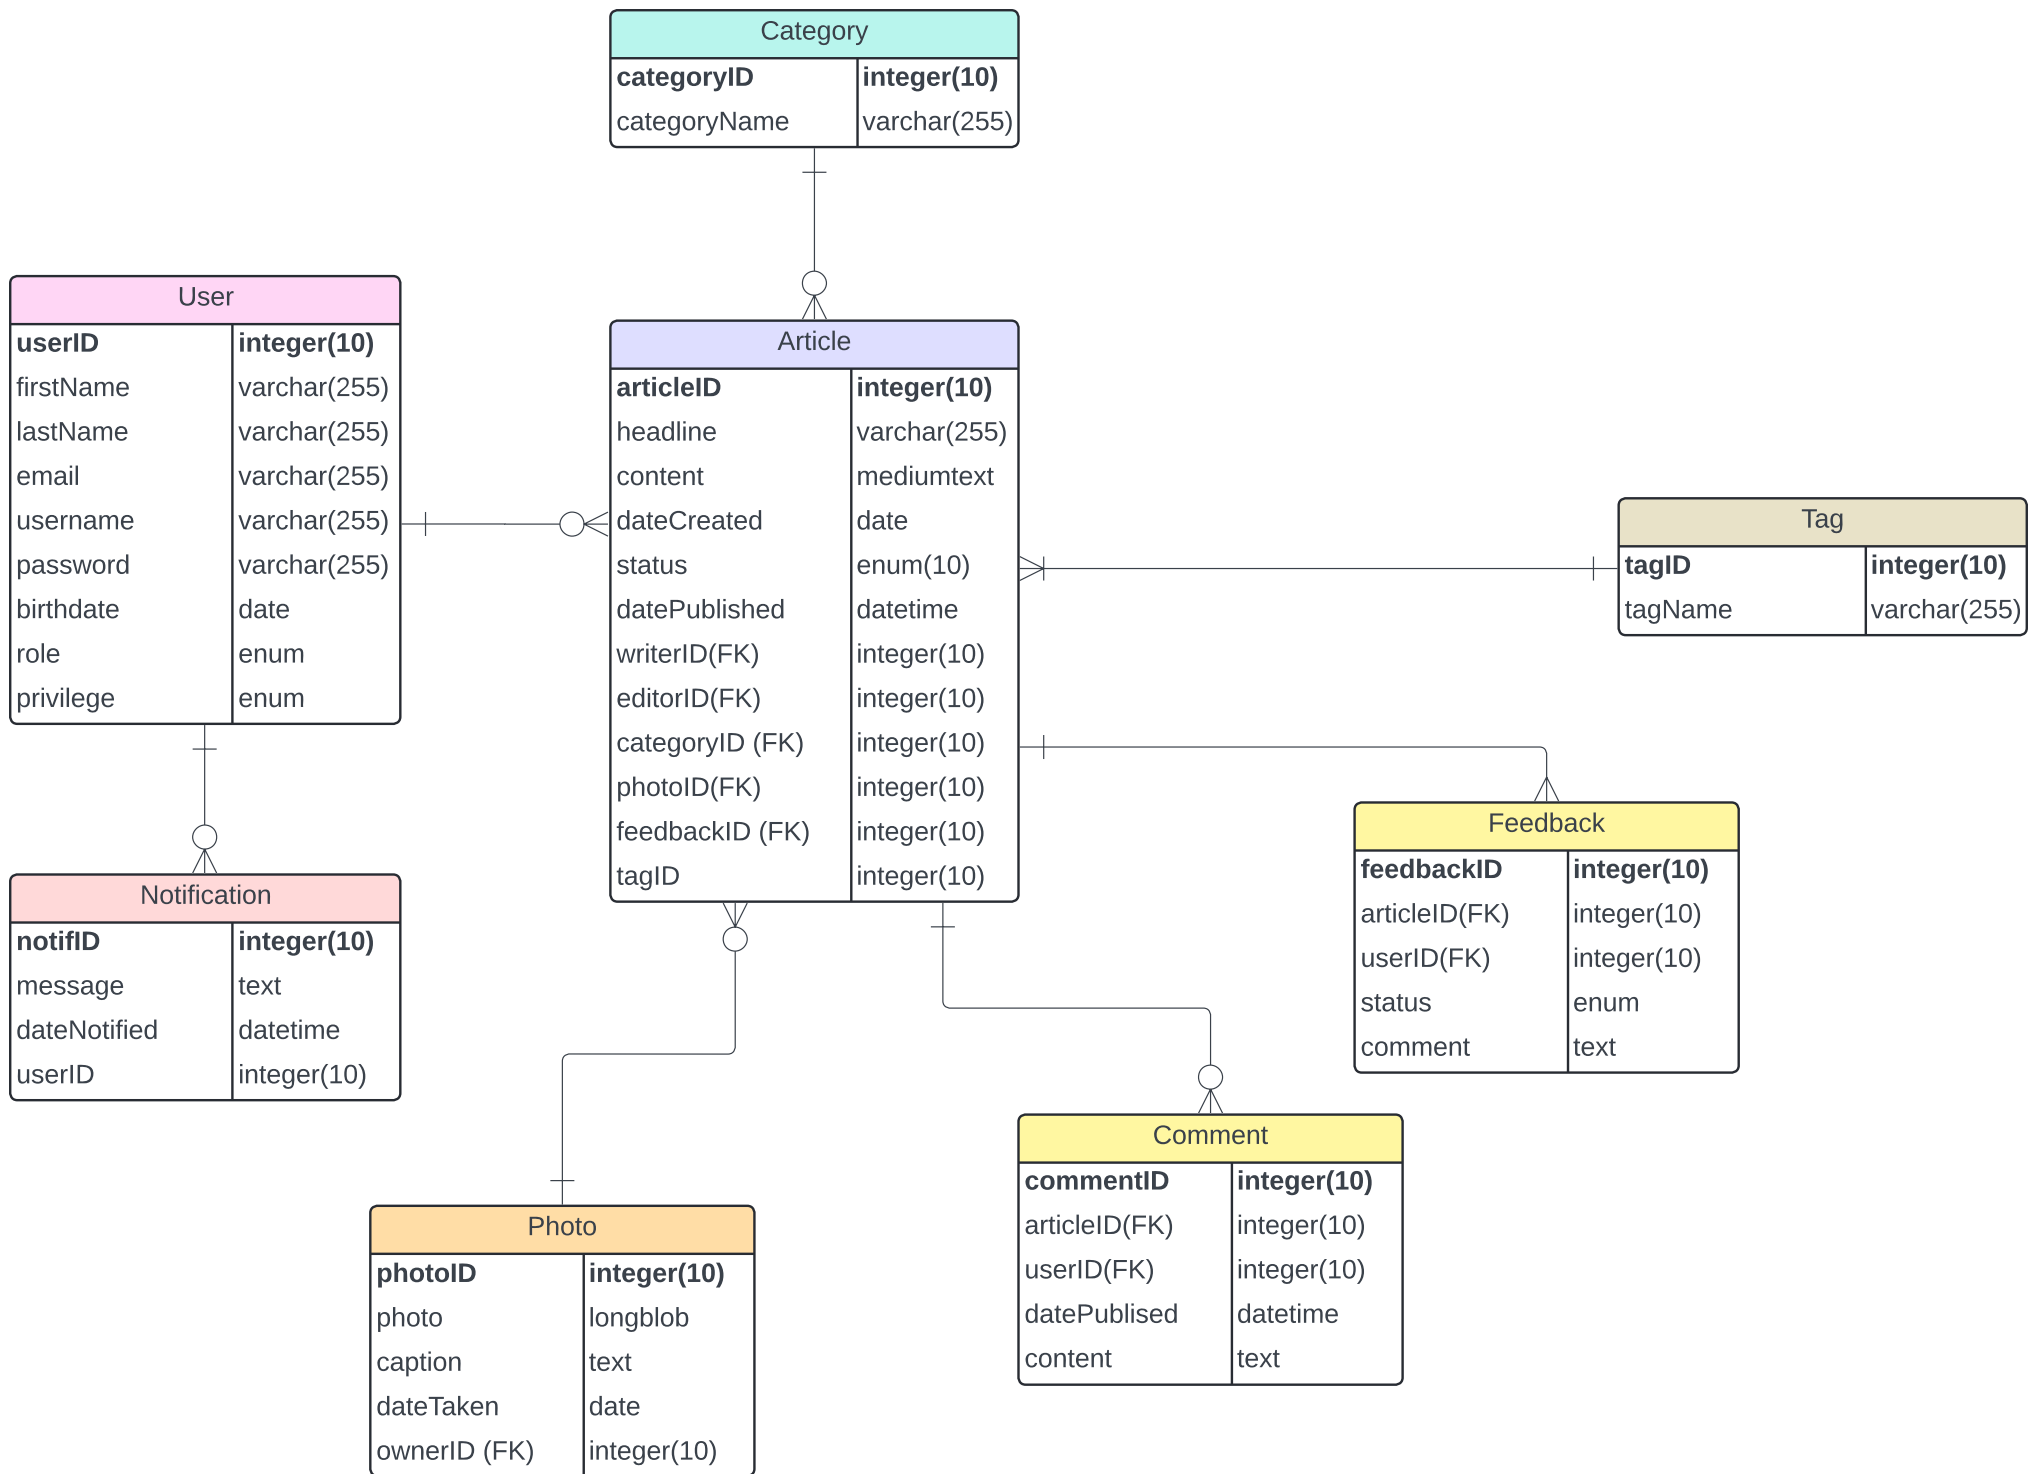 Category
categoryID integer(10)
categoryName varchar(255)
User
userID integer(10)
firstName varchar(255)
lastName varchar(255)
email varchar(255)
username varchar(255)
password varchar(255)
birthdate date
role enum
privilege enum
Article
articleID integer(10)
headline varchar(255)
content mediumtext
dateCreated date
status enum(10)
datePublished datetime
writerID(FK) integer(10)
editorID(FK) integer(10)
categoryID (FK) integer(10)
photoID(FK) integer(10)
feedbackID (FK) integer(10)
tagID integer(10)
Tag
tagID integer(10)
tagName varchar(255)
Feedback
feedbackID integer(10)
articleID(FK) integer(10)
userID(FK) integer(10)
status enum
comment text
Notification
notifID integer(10)
message text
dateNotified datetime
userID integer(10)
Comment
commentID integer(10)
articleID(FK) integer(10)
userID(FK) integer(10)
datePublised datetime
content text
Photo
photoID integer(10)
photo longblob
caption text
dateTaken date
ownerID (FK) integer(10)